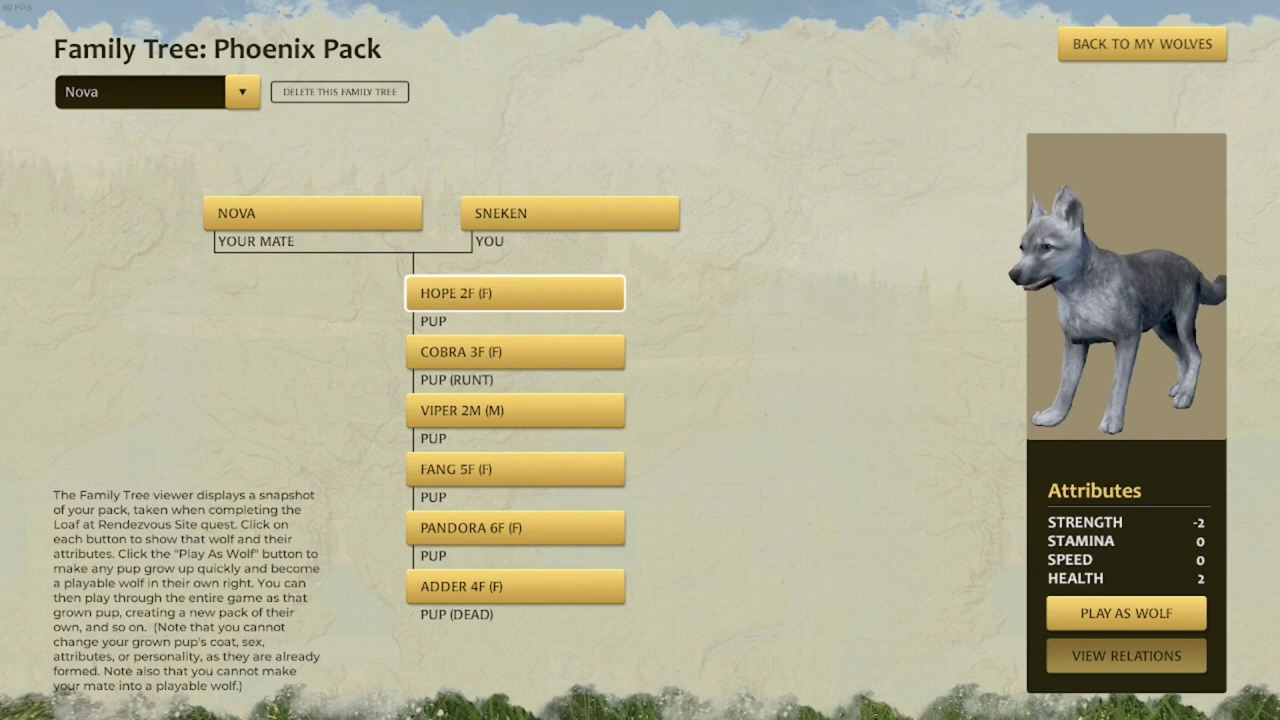 60 FPS
Family Tree: Phoenix Pack
BACK TO MY WOLVES
Nova
DELETE THIS FAMILY TREE
NOVA
SNEKEN
YOUR MATE
YOU
HOPE 2F (F)
PUP
COBRA 3F (F)
PUP (RUNT)
VIPER 2M (M)
PUP
FANG 5F (F)
PUP
PANDORA 6F (F)
PUP
ADDER 4F (F)
PUP (DEAD)
The Family Tree viewer displays a snapshot
of your pack, taken when completing the
Loaf at Rendezvous Site quest. Click on
each button to show that wolf and their
attributes. Click the "Play As Wolf" button to
make any pup grow up quickly and become
a playable wolf in their own right. You can
then play through the entire game as that
grown pup, creating a new pack of their
own, and so on. (Note that you cannot
change your grown pup's coat, sex,
attributes, or personality, as they are already
formed. Note also that you cannot make
your mate into a playable wolf.)
Attributes
STRENGTH -2
STAMINA 0
SPEED 0
HEALTH 2
PLAY AS WOLF
VIEW RELATIONS